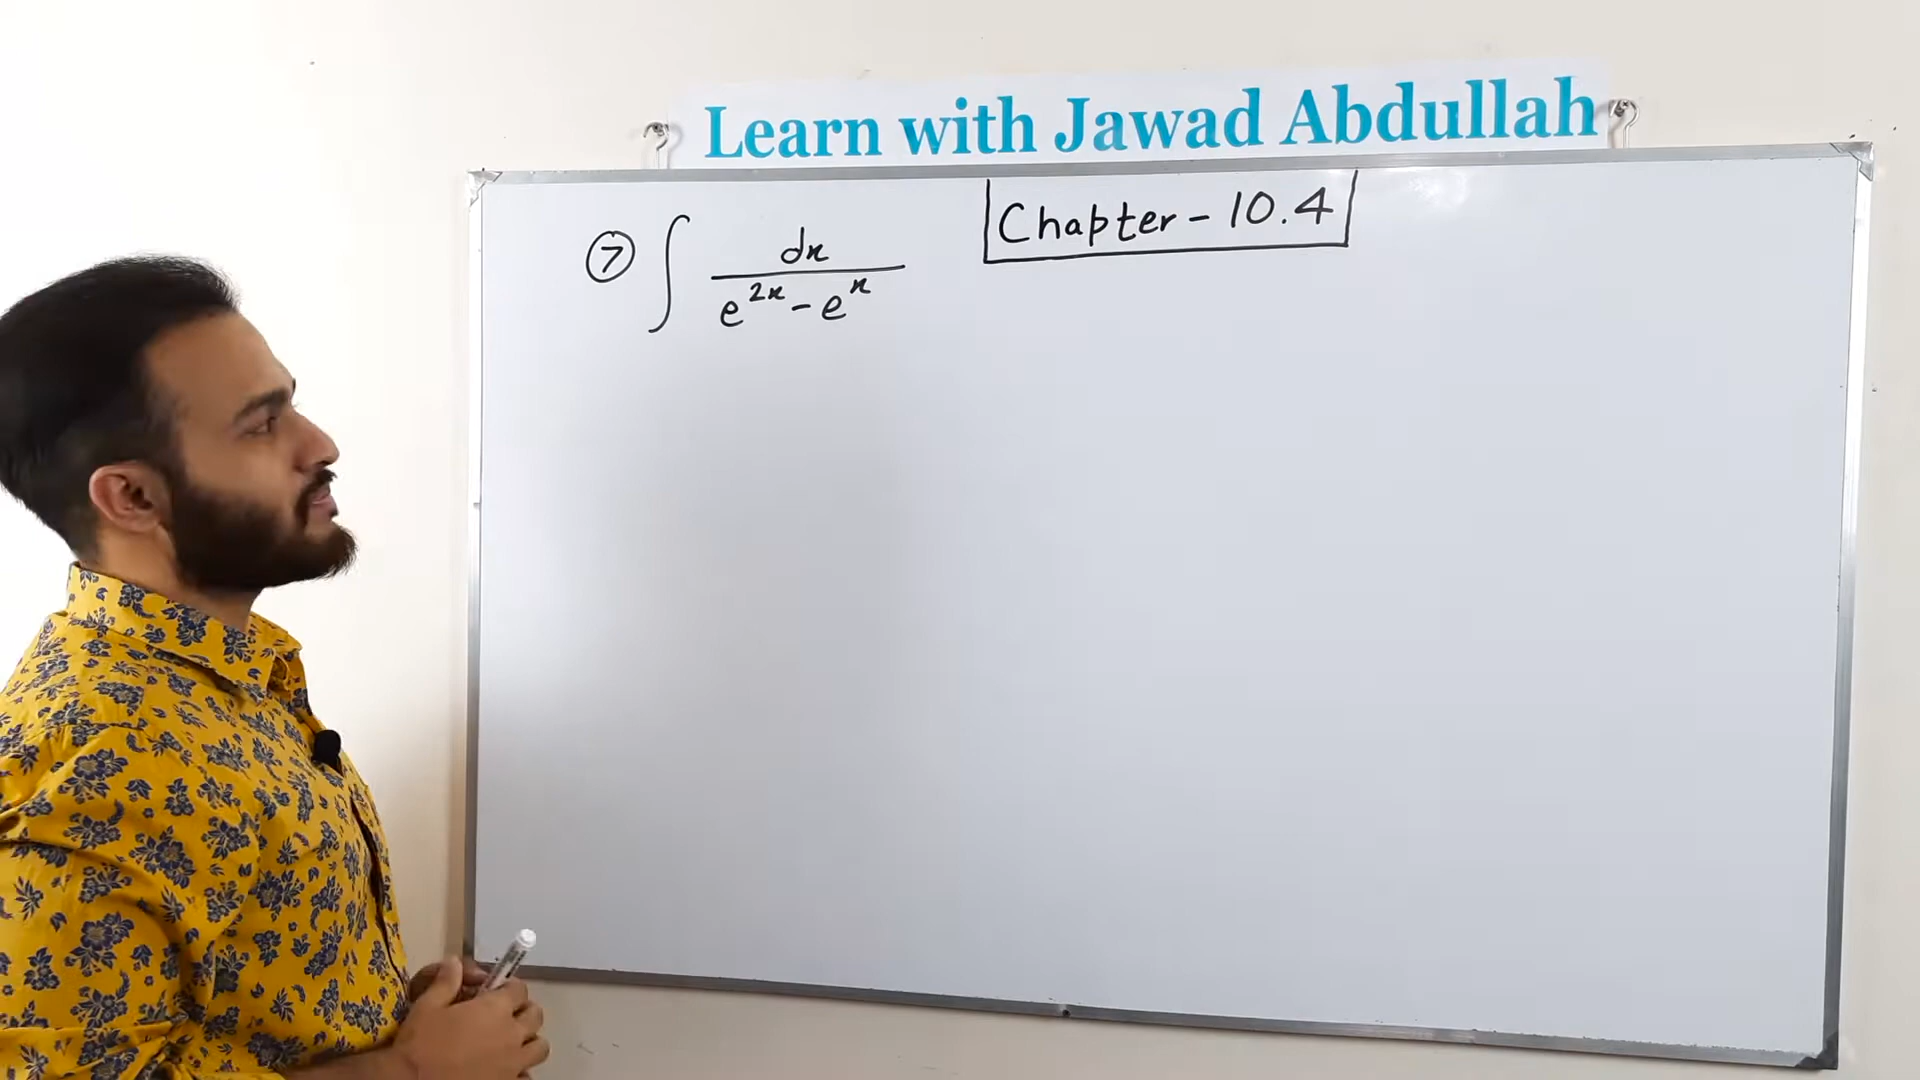 Learn with Jawad Abdullah
Chapter - 10.4
⑦ ∫ dx / (e^{2x} - e^x)